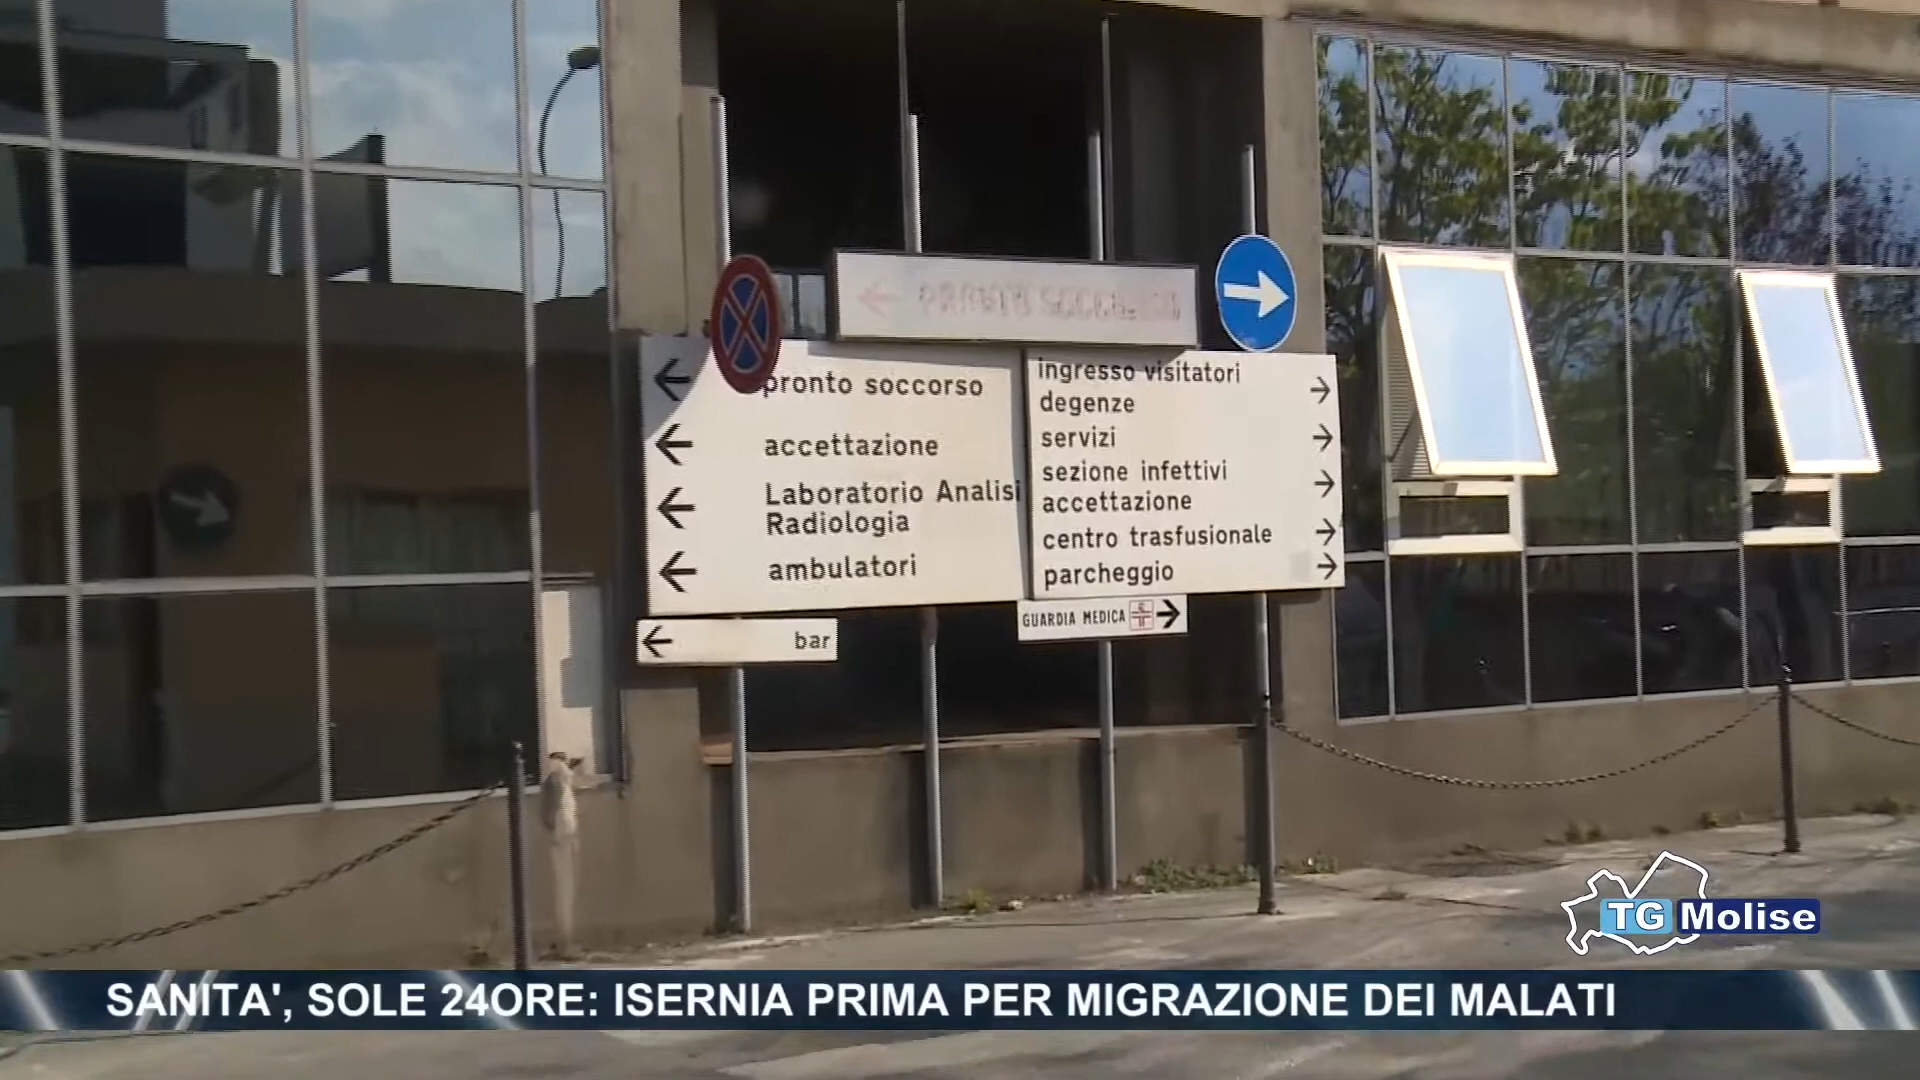 PRONTO SOCCORSO
pronto soccorso
accettazione
Laboratorio Analisi
Radiologia
ambulatori
bar
ingresso visitatori
degenze
servizi
sezione infettivi
accettazione
centro trasfusionale
parcheggio
GUARDIA MEDICA
TG Molise
SANITA', SOLE 24ORE: ISERNIA PRIMA PER MIGRAZIONE DEI MALATI